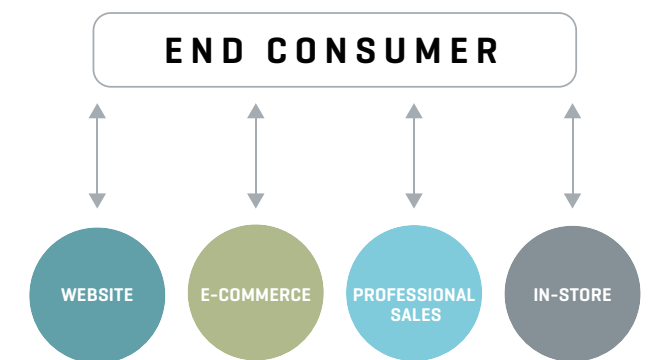 END CONSUMER
WEBSITE
E-COMMERCE
PROFESSIONAL
SALES
IN-STORE